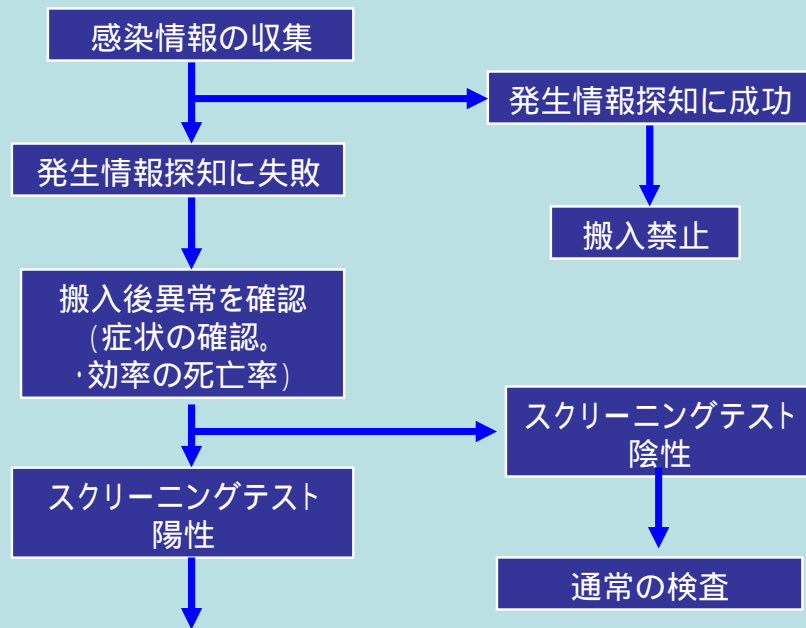 感染情報の収集
発生情報探知に成功
発生情報探知に失敗
搬入禁止
搬入後異常を確認
(症状の確認。
・効率の死亡率)
スクリーニングテスト
陰性
スクリーニングテスト
陽性
通常の検査